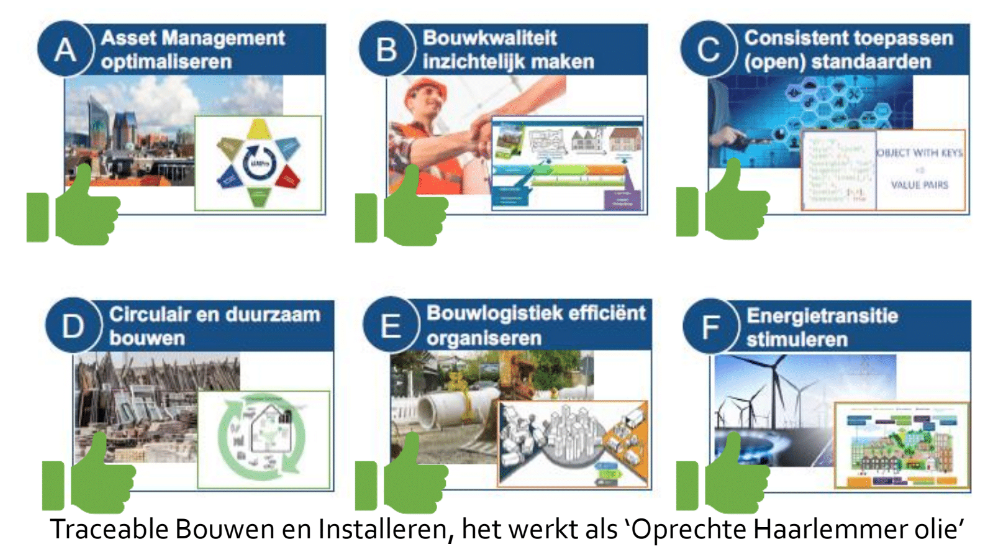 A
Asset Management
optimaliseren
B
Bouwkwaliteit
inzichtelijk maken
C
Consistent toepassen
(open) standaarden
OBJECT WITH KEYS
VALUE PAIRS
D
Circulair en duurzaam
bouwen
E
Bouwlogistiek efficiënt
organiseren
F
Energietransitie
stimuleren
Traceable Bouwen en Installeren, het werkt als ‘Oprechte Haarlemmer olie’